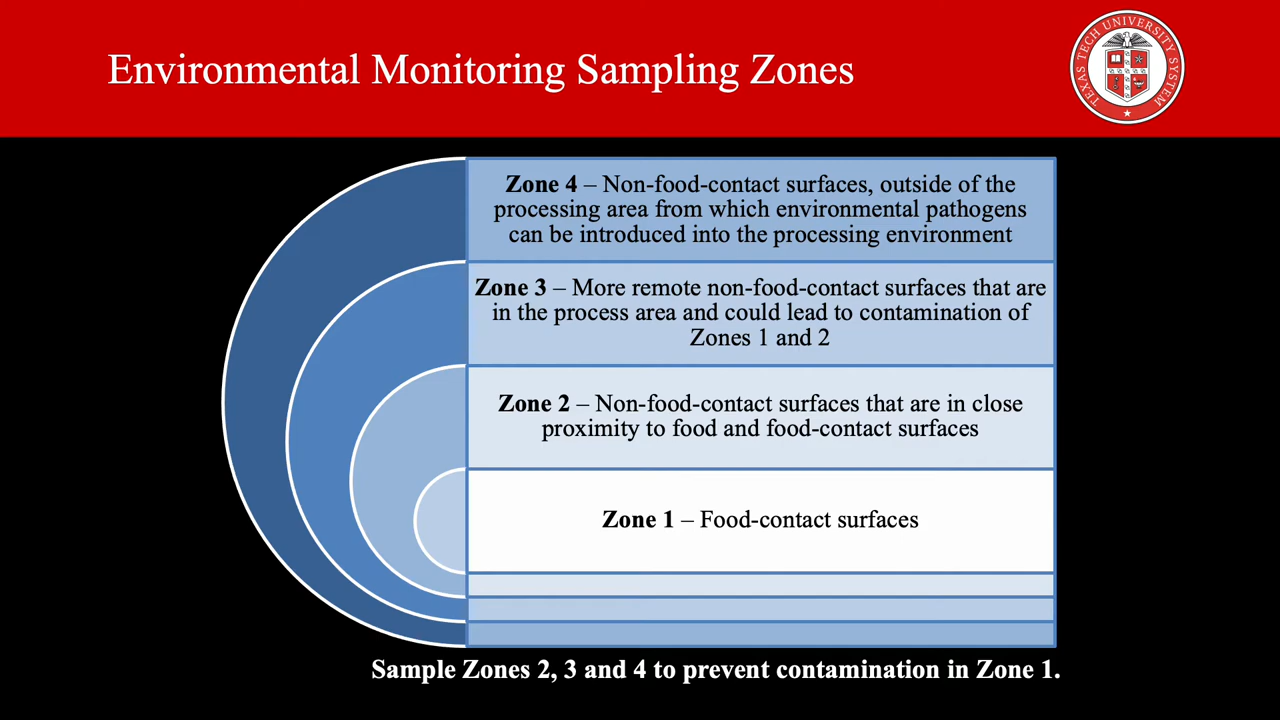 Environmental Monitoring Sampling Zones
TEXAS TECH UNIVERSITY SYSTEM
Zone 4 – Non-food-contact surfaces, outside of the
processing area from which environmental pathogens
can be introduced into the processing environment
Zone 3 – More remote non-food-contact surfaces that are
in the process area and could lead to contamination of
Zones 1 and 2
Zone 2 – Non-food-contact surfaces that are in close
proximity to food and food-contact surfaces
Zone 1 – Food-contact surfaces
Sample Zones 2, 3 and 4 to prevent contamination in Zone 1.